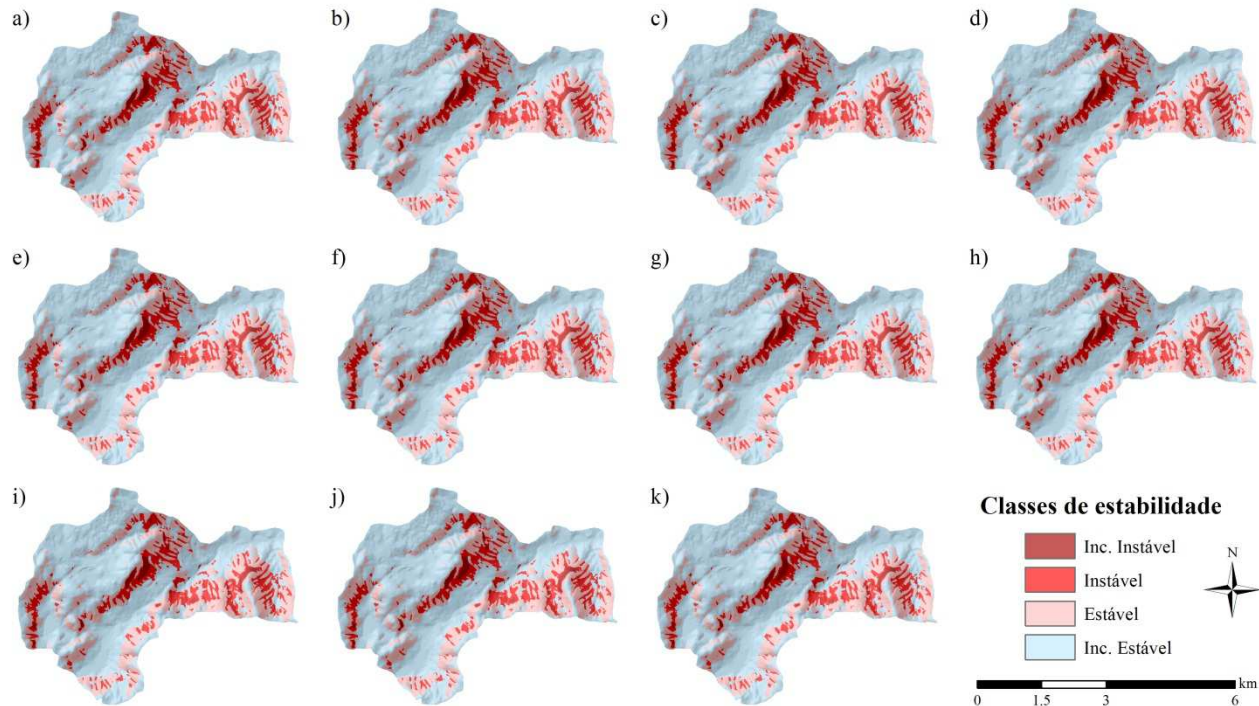 a)
b)
c)
d)
e)
f)
g)
h)
i)
j)
k)
Classes de estabilidade
Inc. Instável
Instável
Estável
Inc. Estável
N
km
0 1.5 3 6